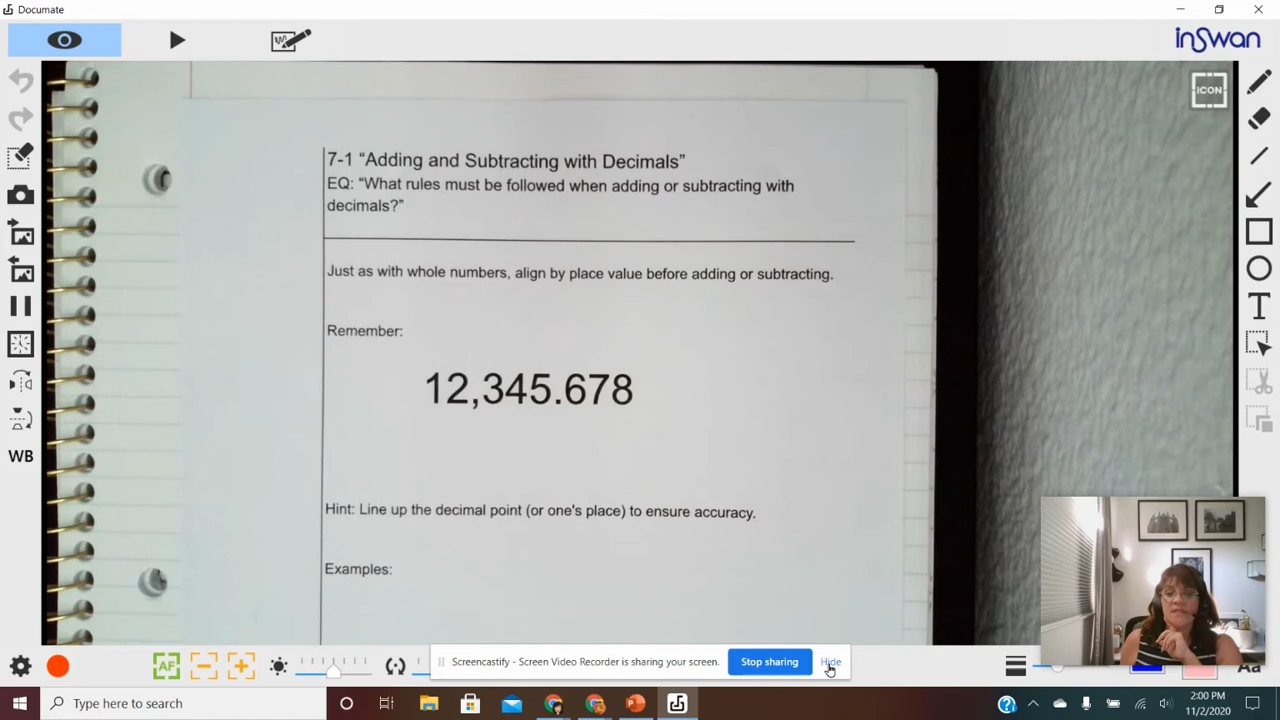 Documate
inSwan
ICON
7-1 “Adding and Subtracting with Decimals”
EQ: “What rules must be followed when adding or subtracting with
decimals?”
Just as with whole numbers, align by place value before adding or subtracting.
Remember:
12,345.678
WB
Hint: Line up the decimal point (or one's place) to ensure accuracy.
Examples:
AF
Screencastify - Screen Video Recorder is sharing your screen.
Stop sharing
Hide
Aa
Type here to search
2:00 PM
11/2/2020